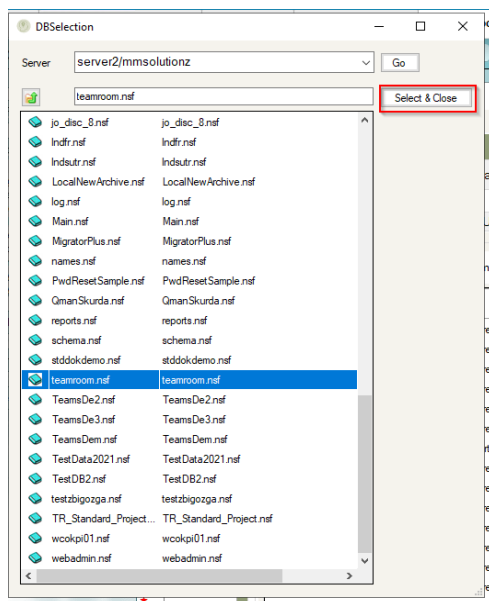 DBSelection
Server server2/mmsolutionz Go
teamroom.nsf Select & Close
jo_disc_8.nsf jo_disc_8.nsf
lndfr.nsf lndfr.nsf
lndsutr.nsf lndsutr.nsf
LocalNewArchive.nsf LocalNewArchive.nsf
log.nsf log.nsf
Main.nsf Main.nsf
MigratorPlus.nsf MigratorPlus.nsf
names.nsf names.nsf
PwdResetSample.nsf PwdResetSample.nsf
QmanSkurda.nsf QmanSkurda.nsf
reports.nsf reports.nsf
schema.nsf schema.nsf
stddokdemo.nsf stddokdemo.nsf
teamroom.nsf teamroom.nsf
TeamsDe2.nsf TeamsDe2.nsf
TeamsDe3.nsf TeamsDe3.nsf
TeamsDem.nsf TeamsDem.nsf
TestData2021.nsf TestData2021.nsf
TestDB2.nsf TestDB2.nsf
testzbigozga.nsf testzbigozga.nsf
TR_Standard_Project... TR_Standard_Project.nsf
wcokpi01.nsf wcokpi01.nsf
webadmin.nsf webadmin.nsf